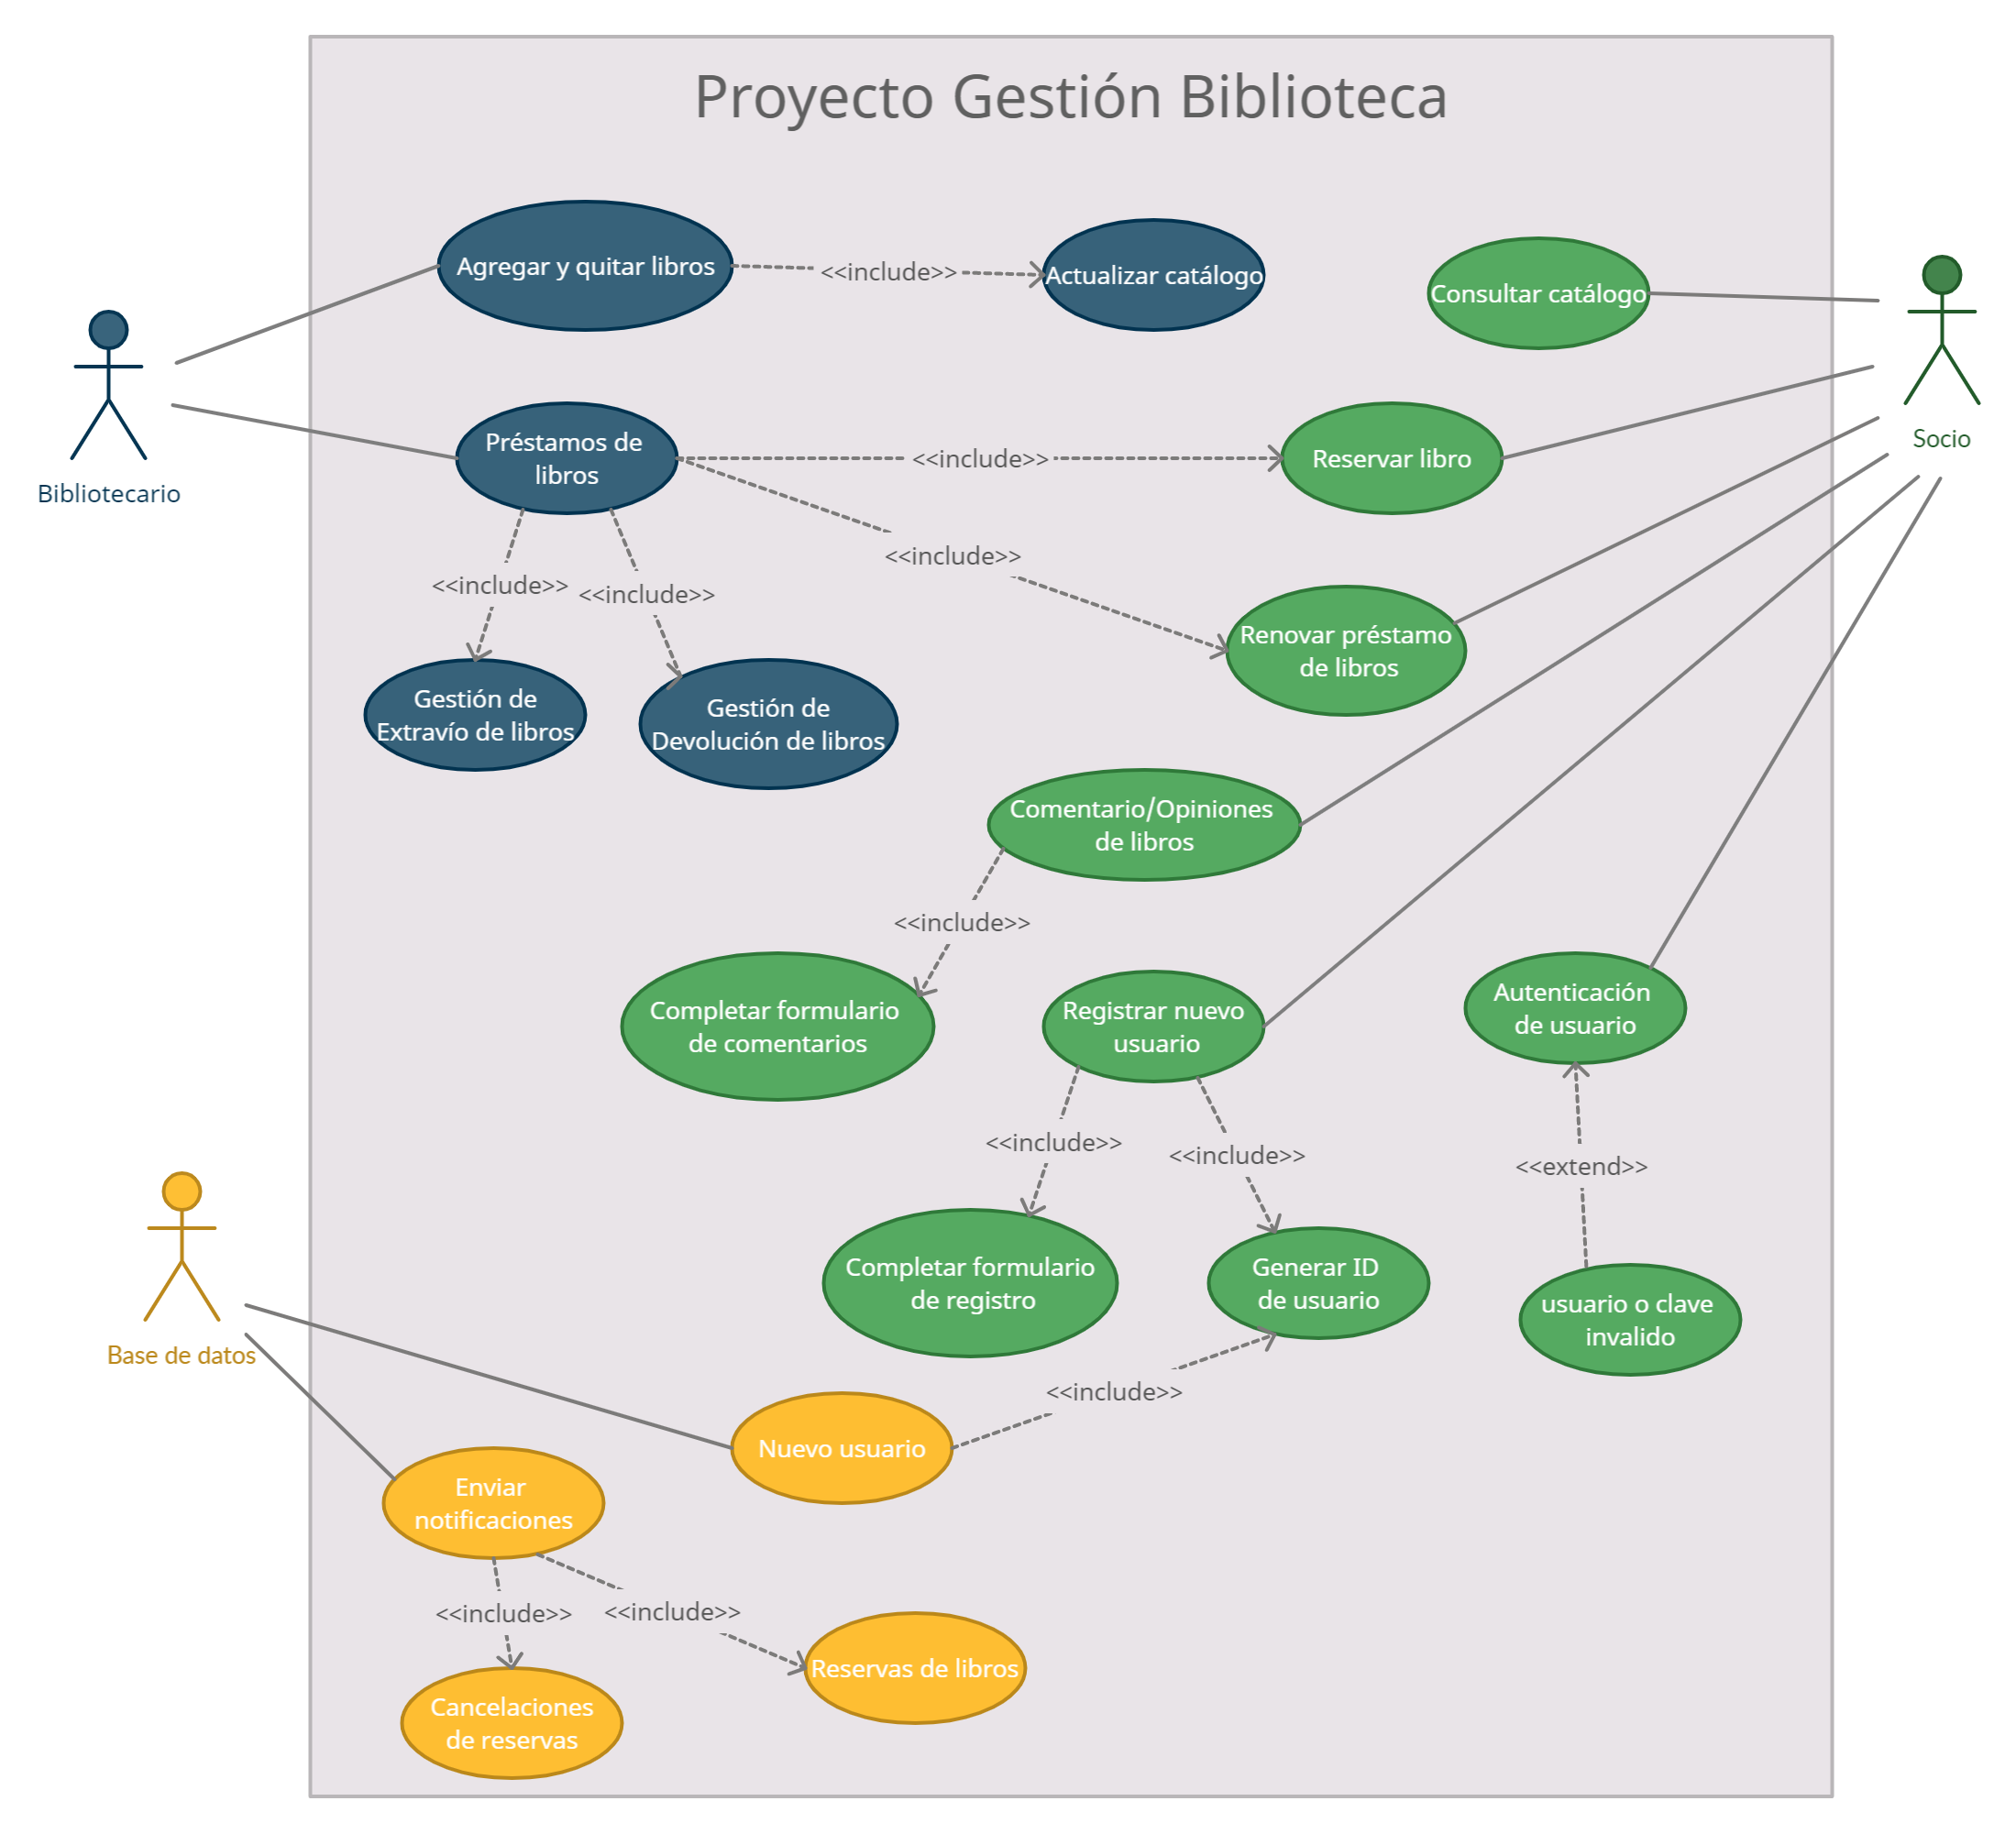 Proyecto Gestión Biblioteca
Agregar y quitar libros
<<include>>
Actualizar catálogo
Consultar catálogo
Bibliotecario
Socio
Préstamos de
libros
<<include>>
Reservar libro
<<include>>
<<include>>
<<include>>
Renovar préstamo
de libros
Gestión de
Extravío de libros
Gestión de
Devolución de libros
Comentario/Opiniones
de libros
<<include>>
Completar formulario
de comentarios
Registrar nuevo
usuario
Autenticación
de usuario
<<include>>
<<include>>
<<extend>>
Completar formulario
de registro
Generar ID
de usuario
usuario o clave
invalido
Base de datos
<<include>>
Nuevo usuario
Enviar
notificaciones
<<include>>
<<include>>
Reservas de libros
Cancelaciones
de reservas